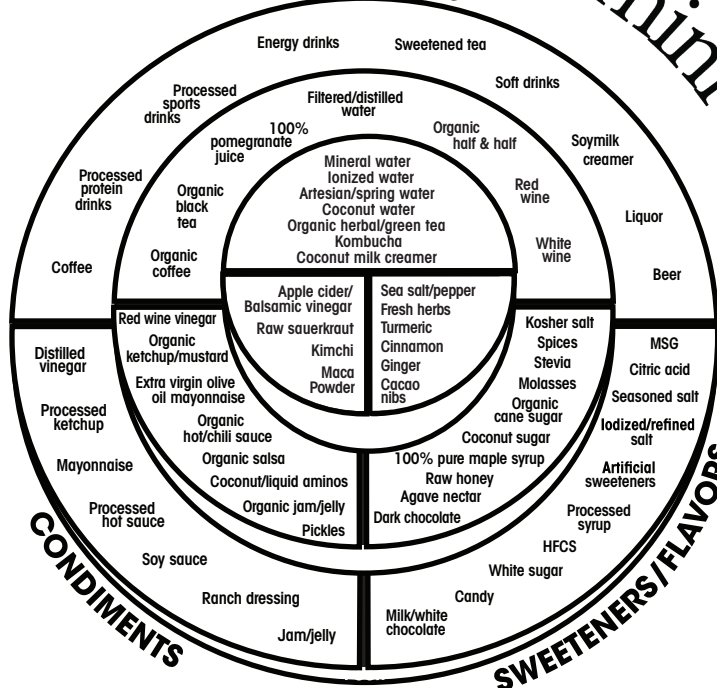 Energy drinks
Sweetened tea
Processed
sports
drinks
Soft drinks
Soymilk
creamer
Processed
protein
drinks
Liquor
Coffee
Beer
Filtered/distilled
water
100%
pomegranate
juice
Organic
half & half
Organic
black
tea
Red
wine
Organic
coffee
White
wine
Mineral water
Ionized water
Artesian/spring water
Coconut water
Organic herbal/green tea
Kombucha
Coconut milk creamer
Apple cider/
Balsamic vinegar
Raw sauerkraut
Kimchi
Maca
Powder
Sea salt/pepper
Fresh herbs
Turmeric
Cinnamon
Ginger
Cacao
nibs
Red wine vinegar
Organic
ketchup/mustard
Extra virgin olive
oil mayonnaise
Organic
hot/chili sauce
Organic salsa
Coconut/liquid aminos
Organic jam/jelly
Pickles
Kosher salt
Spices
Stevia
Molasses
Organic
cane sugar
Coconut sugar
100% pure maple syrup
Raw honey
Agave nectar
Dark chocolate
Distilled
vinegar
Processed
ketchup
Mayonnaise
Processed
hot sauce
Soy sauce
Ranch dressing
Jam/jelly
MSG
Citric acid
Seasoned salt
Iodized/refined
salt
Artificial
sweeteners
Processed
syrup
HFCS
White sugar
Candy
Milk/white
chocolate
CONDIMENTS
SWEETENERS/FLAVORS